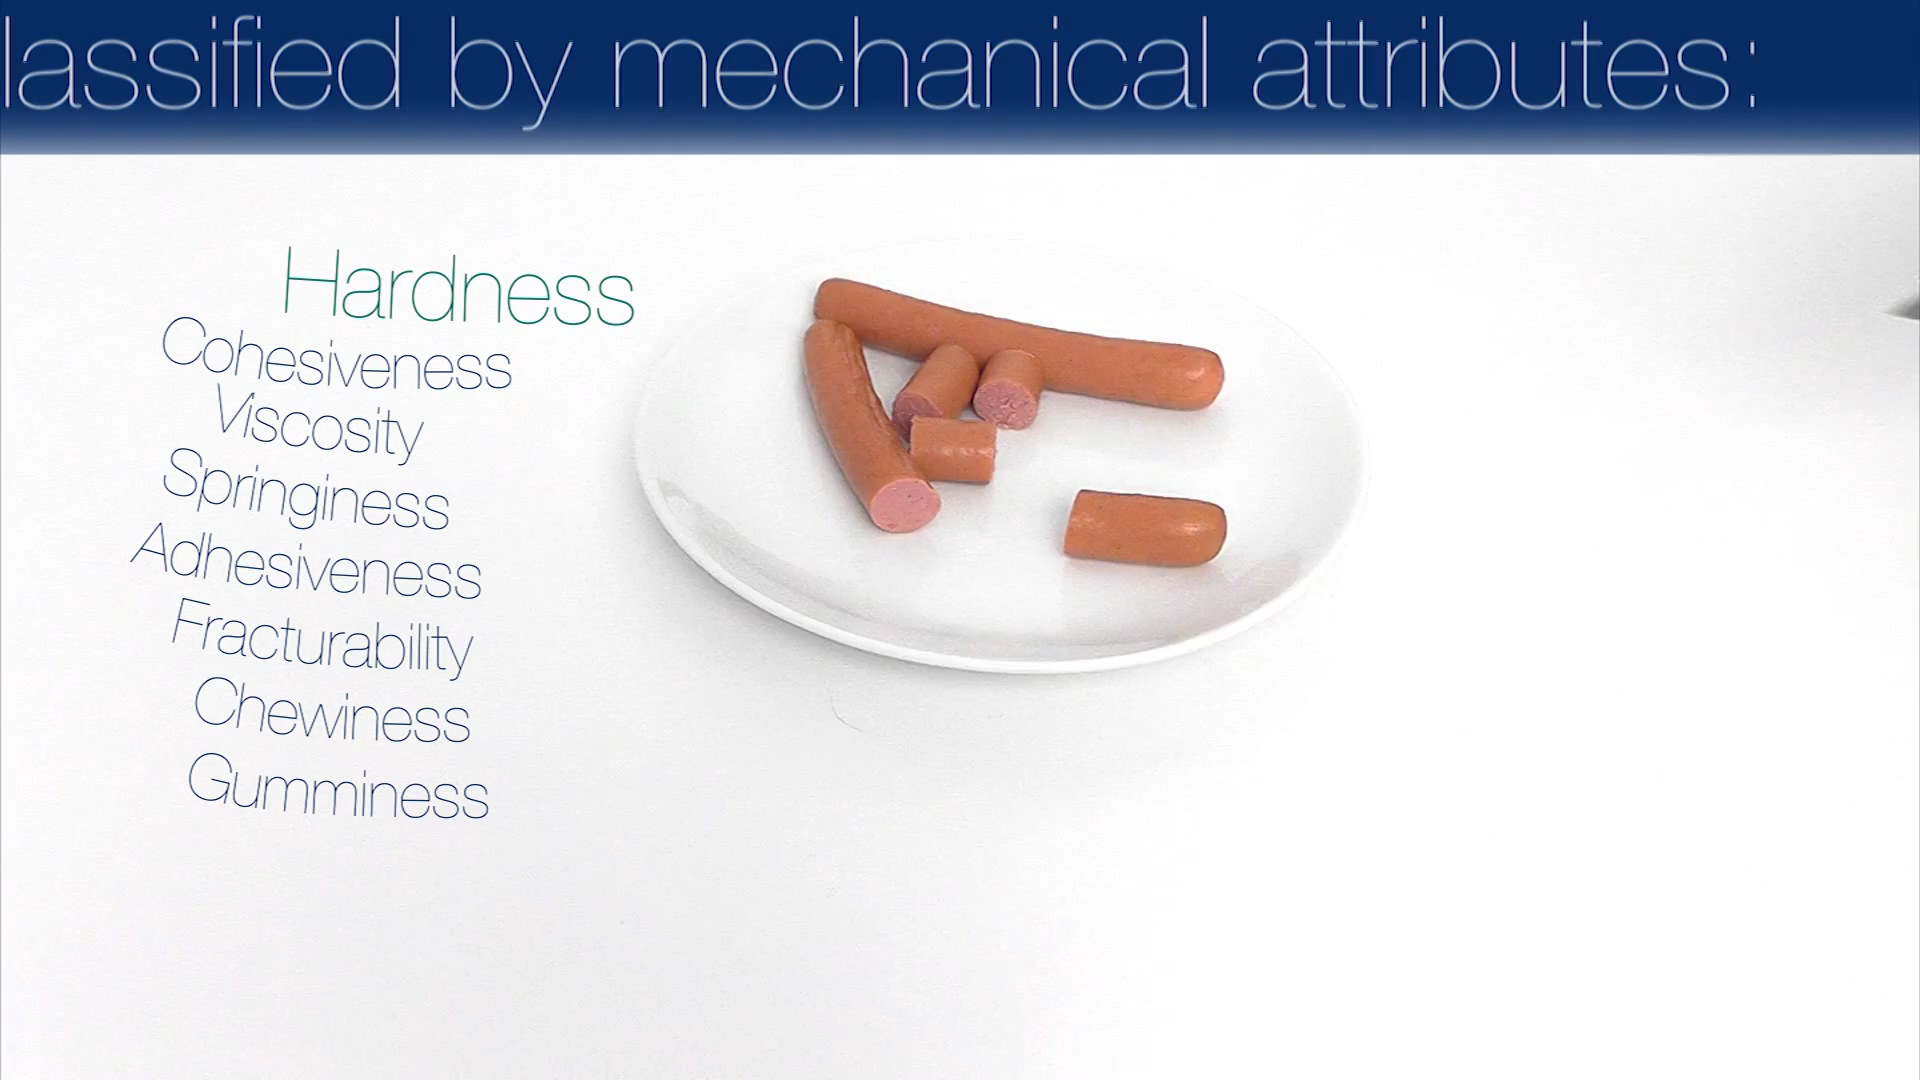 lassified by mechanical attributes:
Hardness
Cohesiveness
Viscosity
Springiness
Adhesiveness
Fracturability
Chewiness
Gumminess